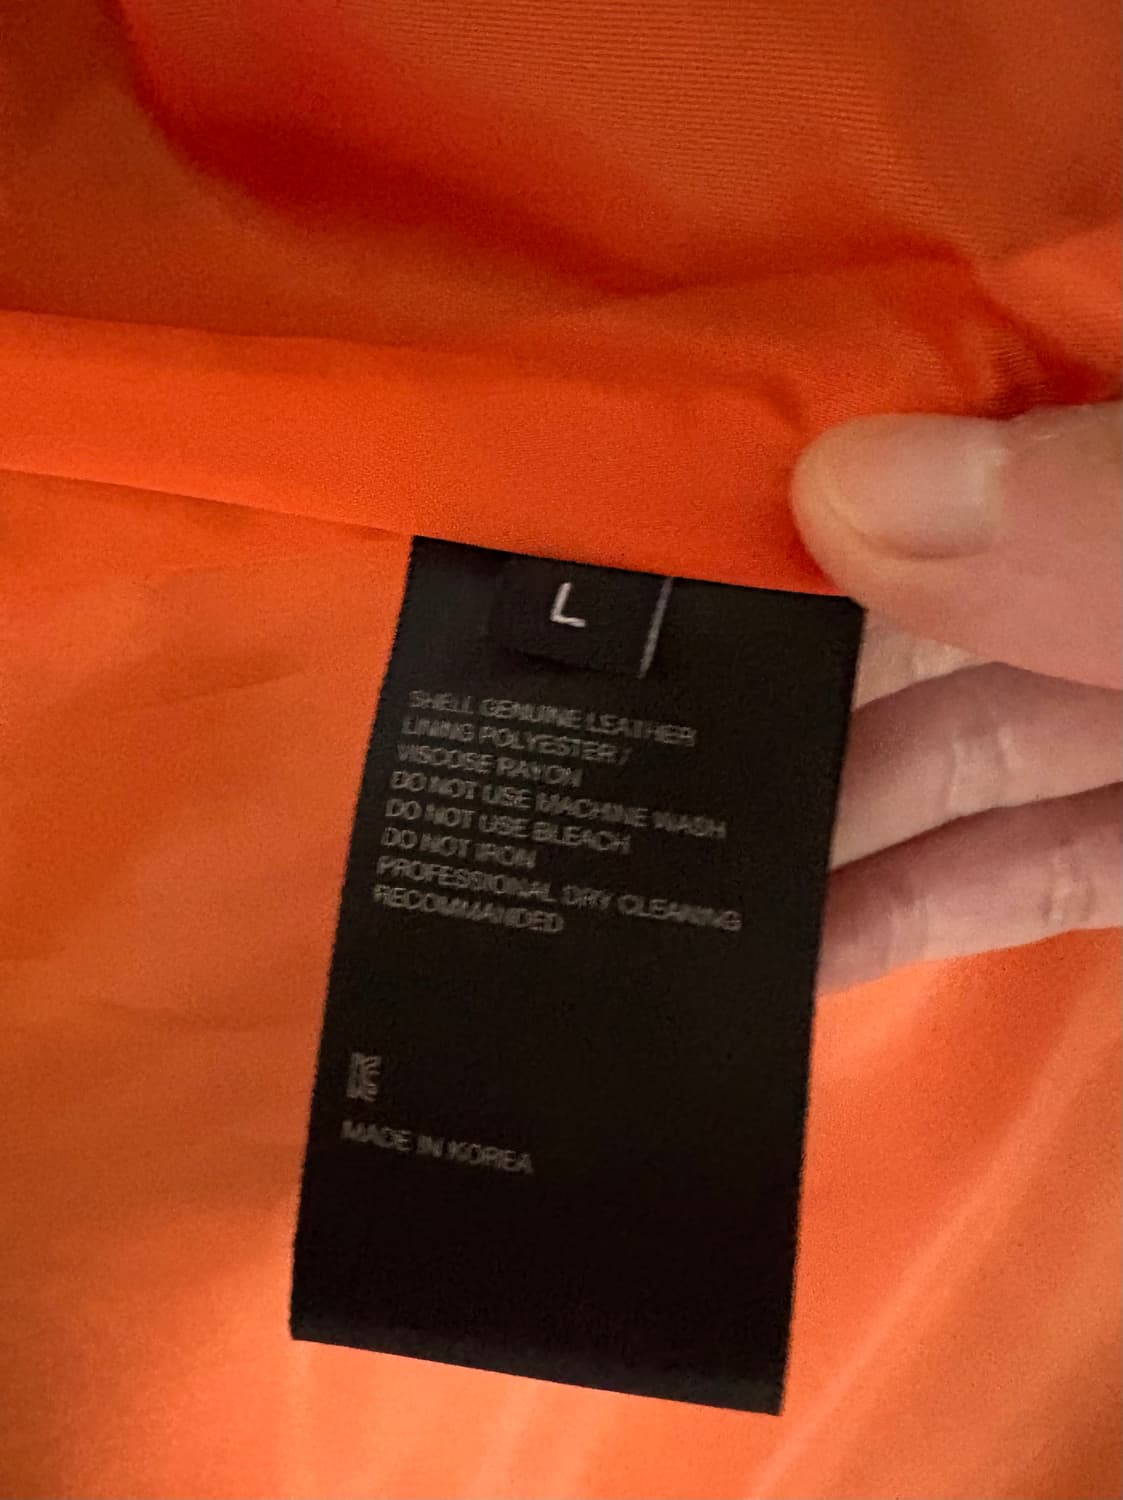 L
SHELL GENUINE LEATHER
LINING POLYESTER /
VISCOSE RAYON
DO NOT USE MACHINE WASH
DO NOT USE BLEACH
DO NOT IRON
PROFESSIONAL DRY CLEANING
RECOMMANDED
KC
MADE IN KOREA